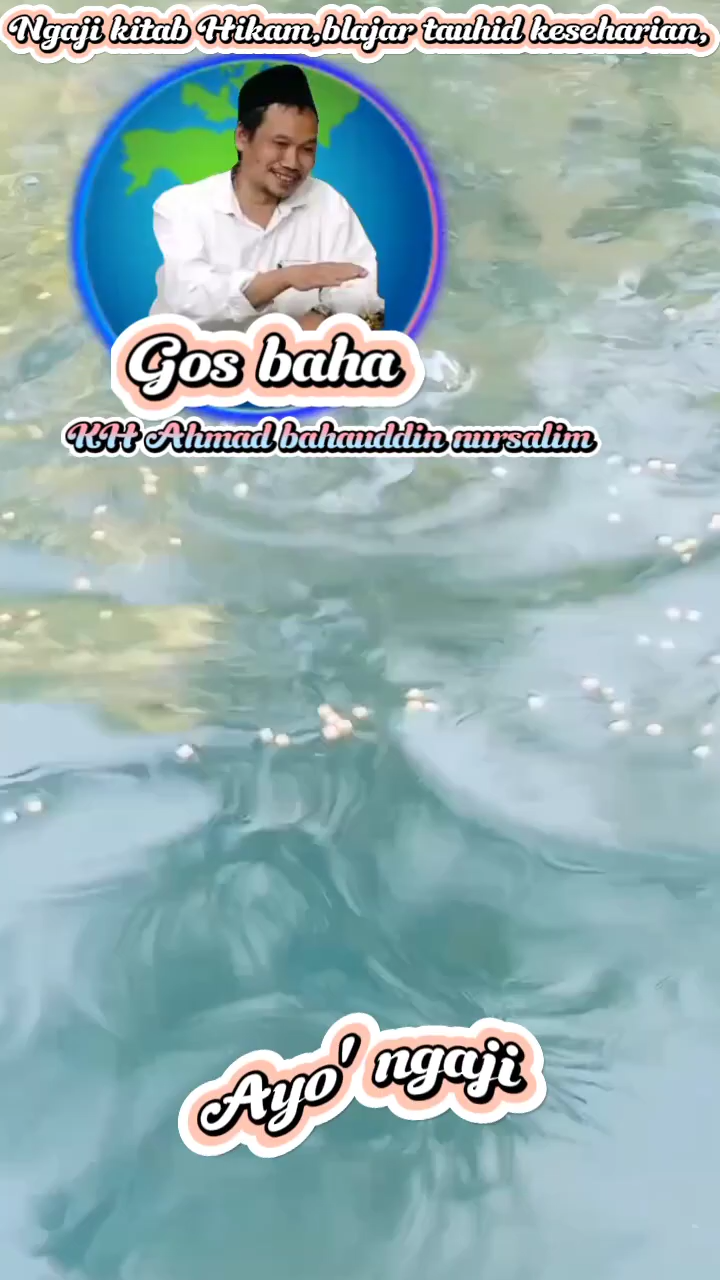 Ngaji kitab Hikam,blajar tauhid keseharian,
Gos baha
KH Ahmad bahauddin nursalim
Ayo' ngaji